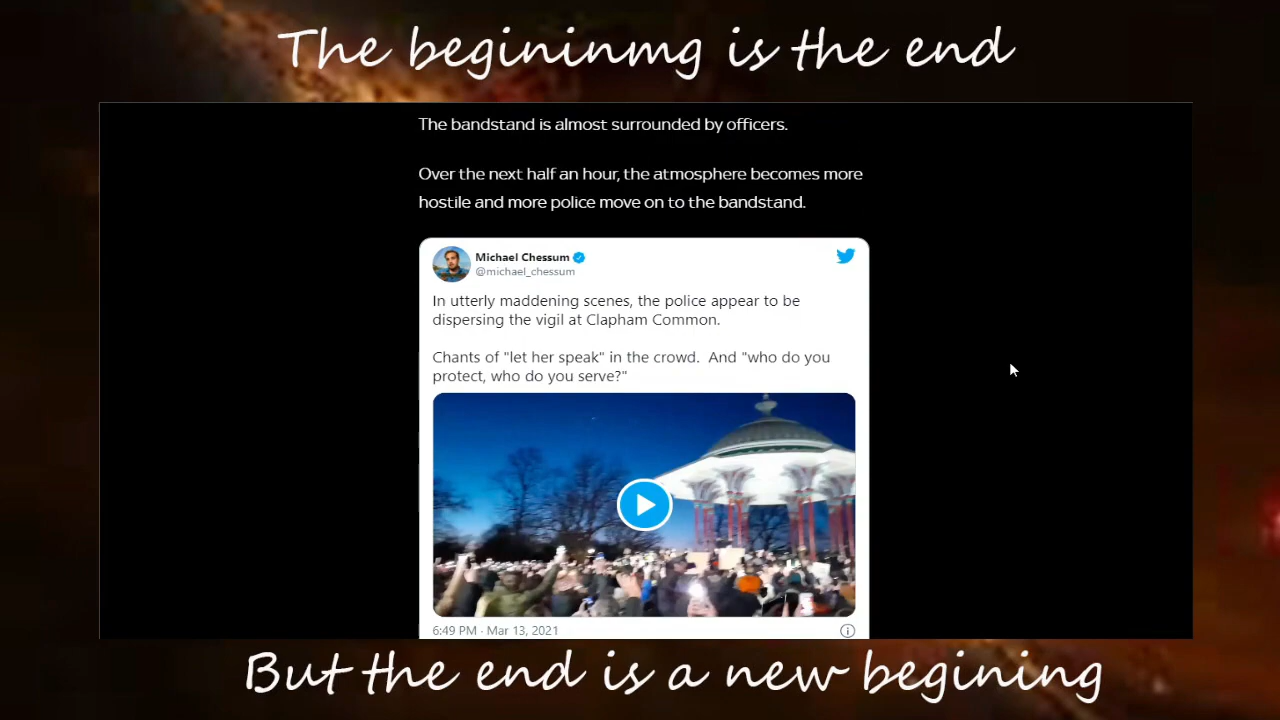 The begininmg is the end
The bandstand is almost surrounded by officers.
Over the next half an hour, the atmosphere becomes more
hostile and more police move on to the bandstand.
Michael Chessum
@michael_chessum
In utterly maddening scenes, the police appear to be
dispersing the vigil at Clapham Common.
Chants of "let her speak" in the crowd.  And "who do you
protect, who do you serve?"
6:49 PM · Mar 13, 2021
But the end is a new begining